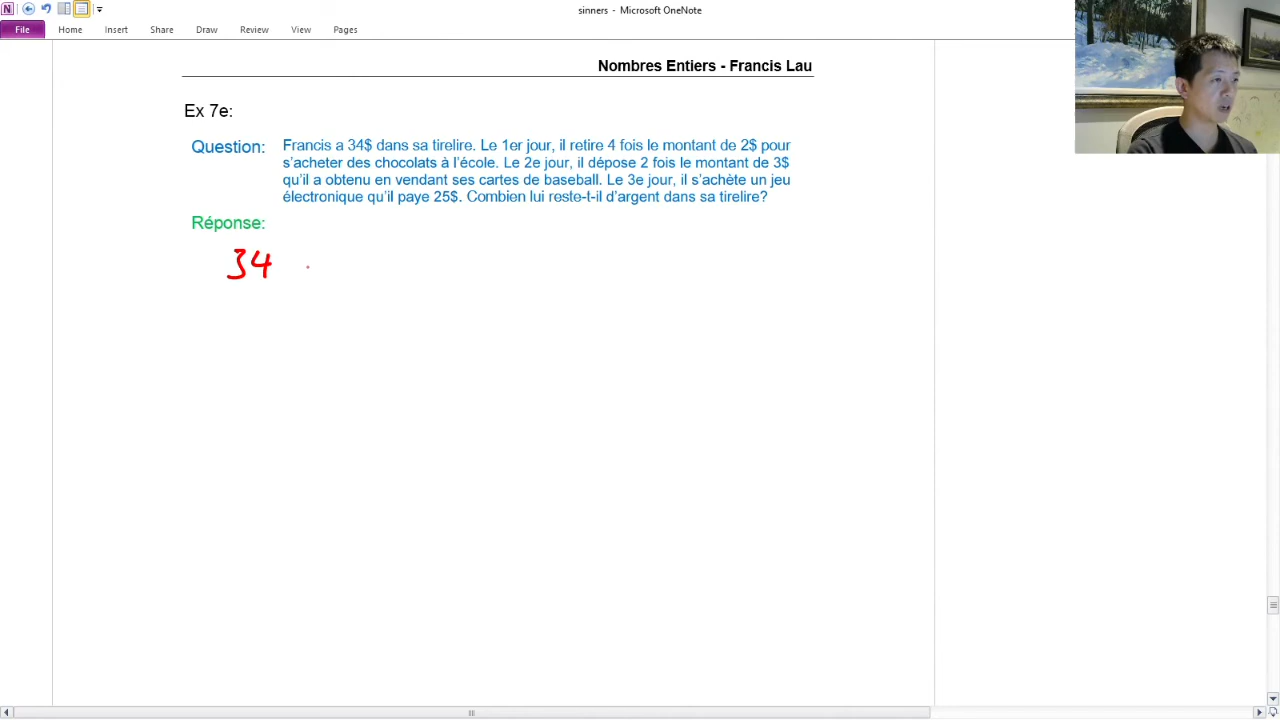 sinners - Microsoft OneNote
File Home Insert Share Draw Review View Pages
Nombres Entiers - Francis Lau
Ex 7e:
Question: Francis a 34$ dans sa tirelire. Le 1er jour, il retire 4 fois le montant de 2$ pour
s'acheter des chocolats à l'école. Le 2e jour, il dépose 2 fois le montant de 3$
qu'il a obtenu en vendant ses cartes de baseball. Le 3e jour, il s'achète un jeu
électronique qu'il paye 25$. Combien lui reste-t-il d'argent dans sa tirelire?
Réponse:
34